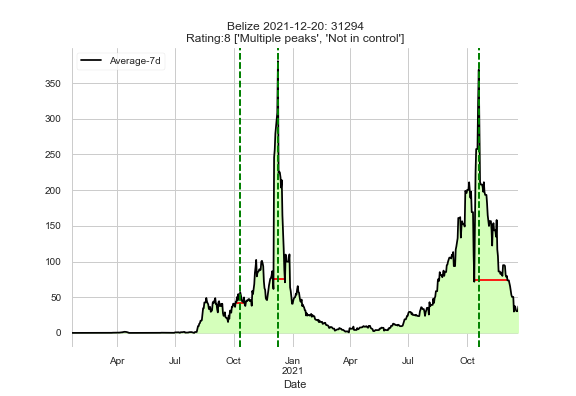 Belize 2021-12-20: 31294
Rating:8 ['Multiple peaks', 'Not in control']
Average-7d
350
300
250
200
150
100
50
0
Apr Jul Oct Jan Apr Jul Oct
2021
Date